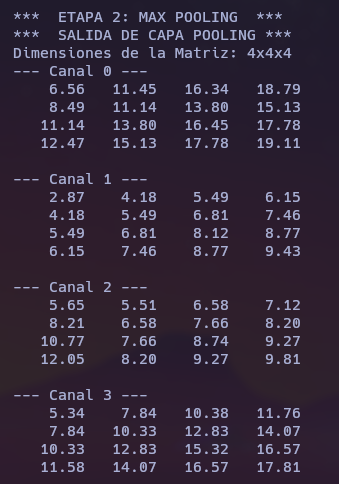 *** ETAPA 2: MAX POOLING ***
*** SALIDA DE CAPA POOLING ***
Dimensiones de la Matriz: 4x4x4
--- Canal 0 ---
6.56 11.45 16.34 18.79
8.49 11.14 13.80 15.13
11.14 13.80 16.45 17.78
12.47 15.13 17.78 19.11
--- Canal 1 ---
2.87 4.18 5.49 6.15
4.18 5.49 6.81 7.46
5.49 6.81 8.12 8.77
6.15 7.46 8.77 9.43
--- Canal 2 ---
5.65 5.51 6.58 7.12
8.21 6.58 7.66 8.20
10.77 7.66 8.74 9.27
12.05 8.20 9.27 9.81
--- Canal 3 ---
5.34 7.84 10.38 11.76
7.84 10.33 12.83 14.07
10.33 12.83 15.32 16.57
11.58 14.07 16.57 17.81